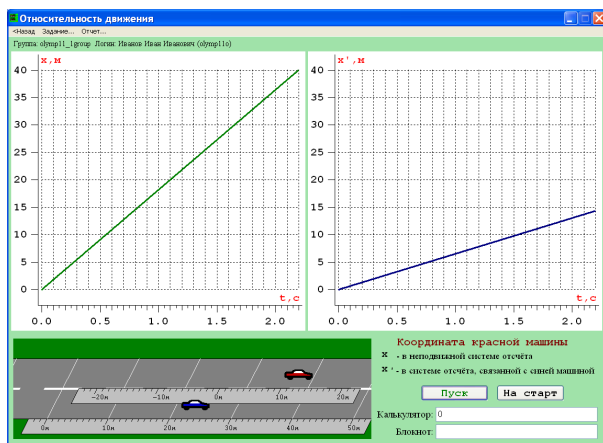 Относительность движения
<Назад Задание... Отчет...
Группа: olymp11_1group Логин: Иванов Иван Иванович (olymp11o)
x,м
40
35
30
25
20
15
10
5
0
t,c
0.0 0.5 1.0 1.5 2.0
x',м
40
35
30
25
20
15
10
5
0
t,c
0.0 0.5 1.0 1.5 2.0
-20м -10м 0м 10м 20м
0м 10м 20м 30м 40м 50м
Координата красной машины
x - в неподвижной системе отсчёта
x' - в системе отсчёта, связанной с синей машиной
Пуск На старт
Калькулятор: 0
Блокнот: